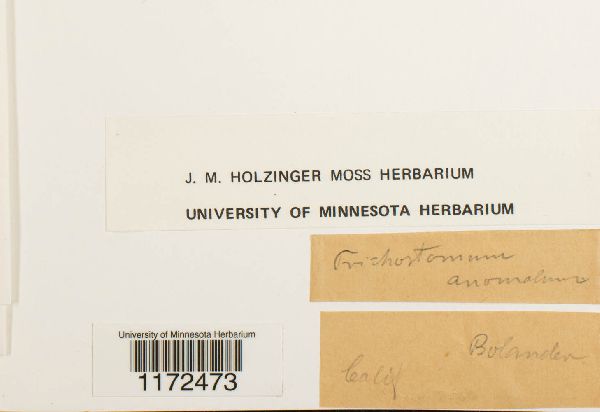 J. M. HOLZINGER MOSS HERBARIUM
UNIVERSITY OF MINNESOTA HERBARIUM
Trichostomum
anomalum
Bolander
Calif
University of Minnesota Herbarium
1172473